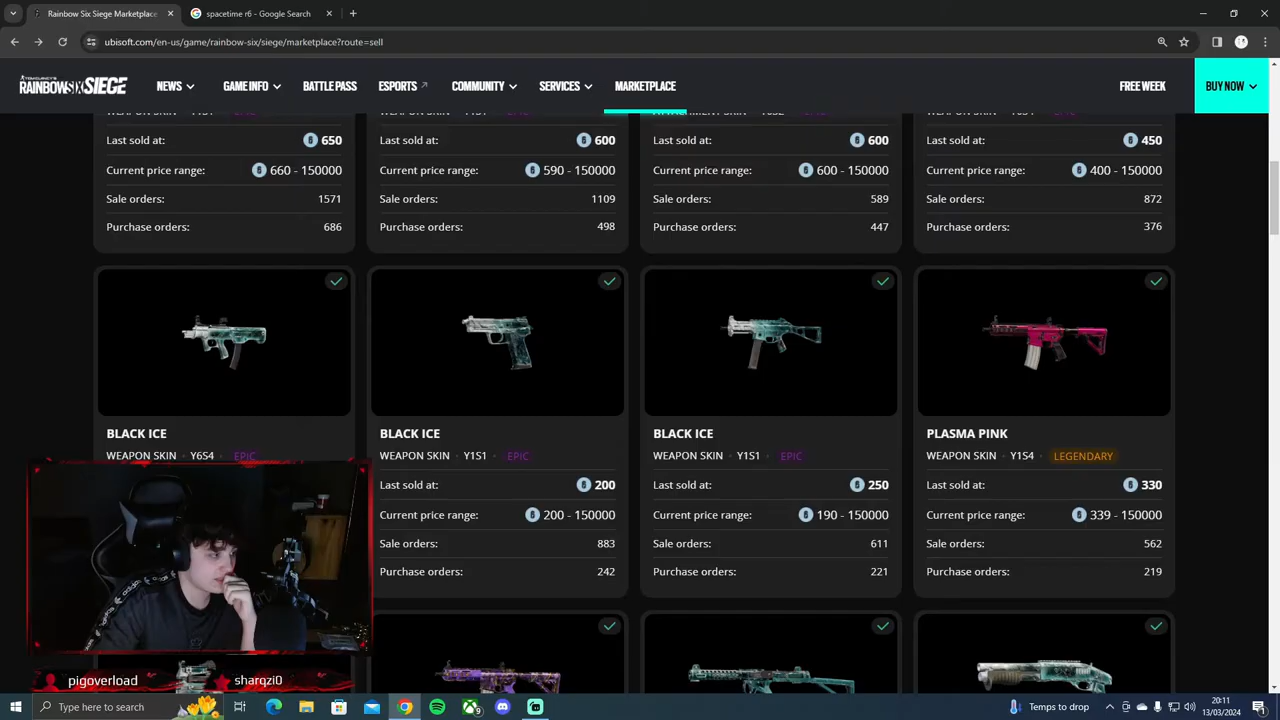 Rainbow Six Siege Marketplace
spacetime r6 - Google Search
ubisoft.com/en-us/game/rainbow-six/siege/marketplace?route=sell
TOM CLANCY'S
RAINBOWSIX SIEGE
NEWS
GAME INFO
BATTLE PASS
ESPORTS
COMMUNITY
SERVICES
MARKETPLACE
FREE WEEK
BUY NOW
Last sold at: 650
Current price range: 660 - 150000
Sale orders: 1571
Purchase orders: 686
Last sold at: 600
Current price range: 590 - 150000
Sale orders: 1109
Purchase orders: 498
Last sold at: 600
Current price range: 600 - 150000
Sale orders: 589
Purchase orders: 447
Last sold at: 450
Current price range: 400 - 150000
Sale orders: 872
Purchase orders: 376
BLACK ICE
WEAPON SKIN · Y6S4 · EPIC
BLACK ICE
WEAPON SKIN · Y1S1 · EPIC
Last sold at: 200
Current price range: 200 - 150000
Sale orders: 883
Purchase orders: 242
BLACK ICE
WEAPON SKIN · Y1S1 · EPIC
Last sold at: 250
Current price range: 190 - 150000
Sale orders: 611
Purchase orders: 221
PLASMA PINK
WEAPON SKIN · Y1S4 · LEGENDARY
Last sold at: 330
Current price range: 339 - 150000
Sale orders: 562
Purchase orders: 219
pigoverload
sharqzi0
Type here to search
Temps to drop
20:11
13/03/2024